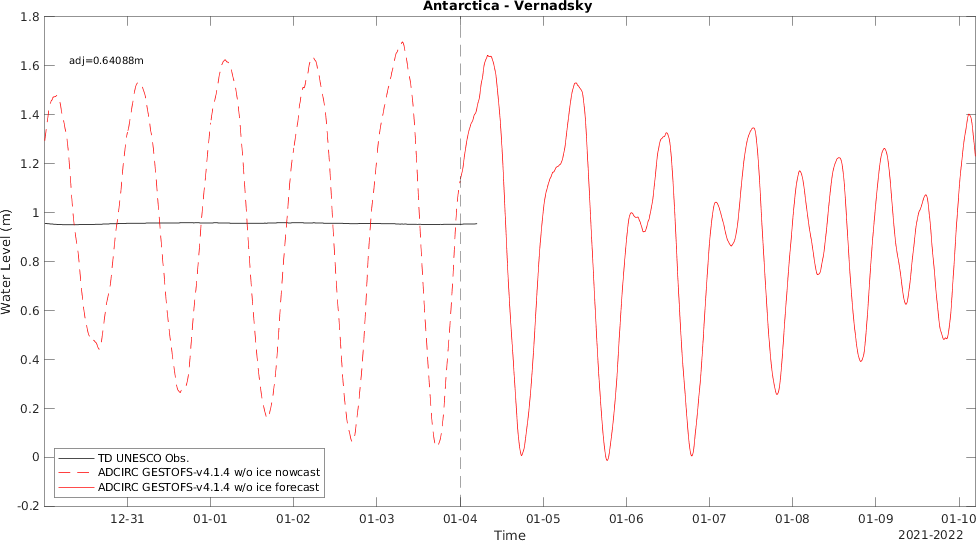 Antarctica - Vernadsky
1.8
1.6
1.4
1.2
1
0.8
0.6
0.4
0.2
0
-0.2
Water Level (m)
adj=0.64088m
TD UNESCO Obs.
ADCIRC GESTOFS-v4.1.4 w/o ice nowcast
ADCIRC GESTOFS-v4.1.4 w/o ice forecast
12-31 01-01 01-02 01-03 01-04 01-05 01-06 01-07 01-08 01-09 01-10
Time
2021-2022